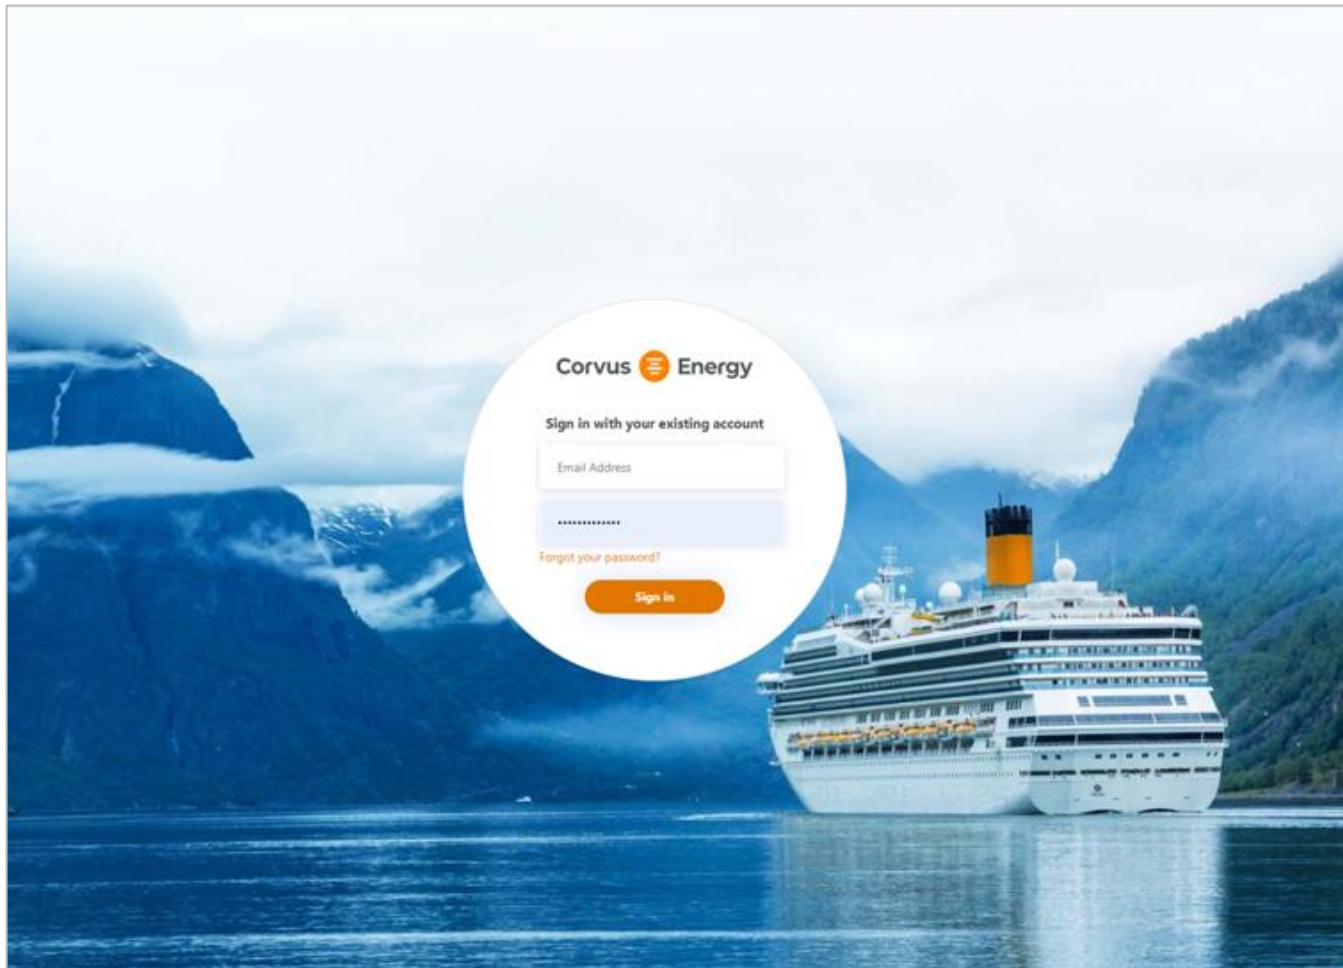 Corvus Energy
Sign in with your existing account
Email Address
•••••••••••••
Forgot your password?
Sign in